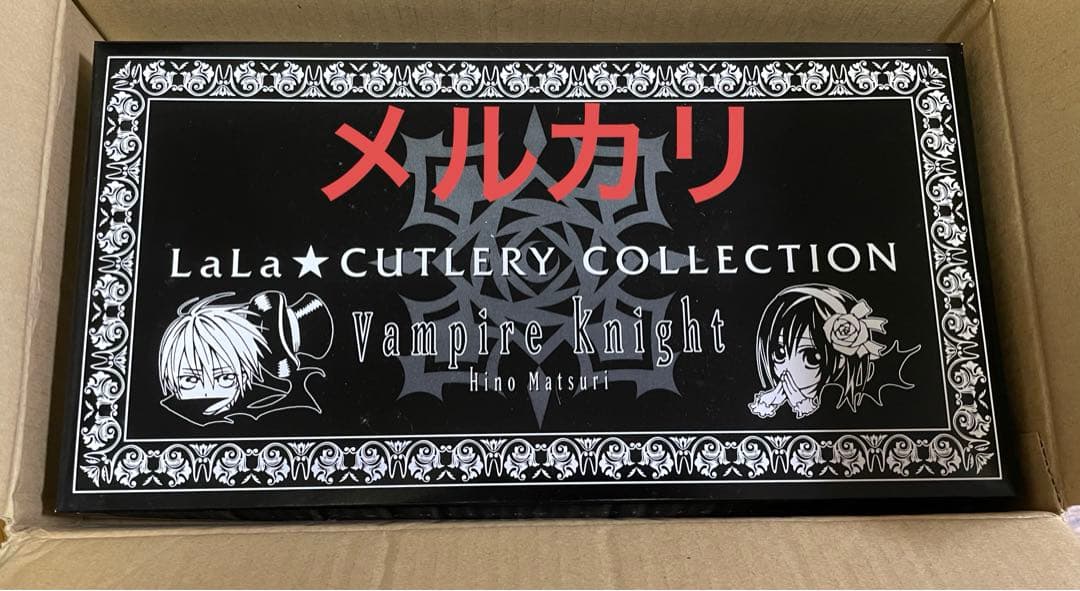 メルカリ
LaLa★CUTLERY COLLECTION
Vampire Knight
Hino Matsuri